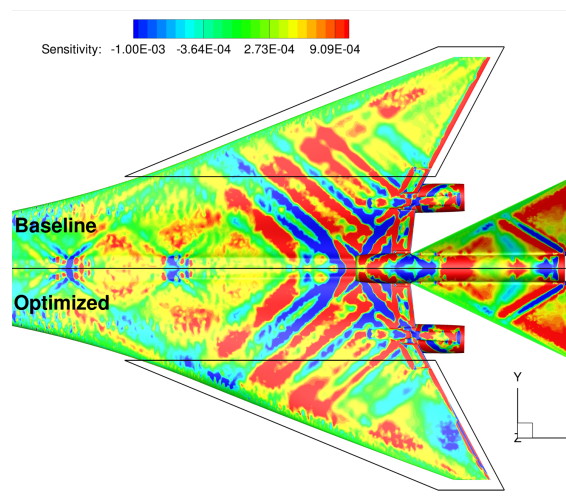 Sensitivity: -1.00E-03 -3.64E-04 2.73E-04 9.09E-04
Baseline
Optimized
Y
Z